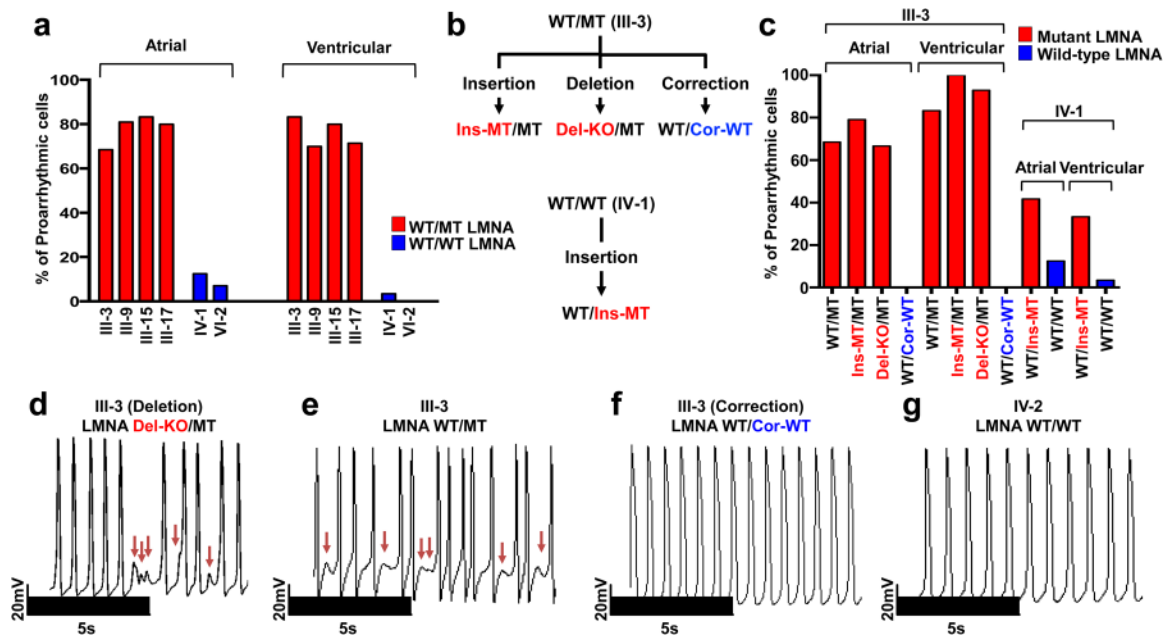 a
Atrial
Ventricular
% of Proarrhythmic cells
100
80
60
40
20
0
III-3
III-9
III-15
III-17
IV-1
VI-2
III-3
III-9
III-15
III-17
IV-1
VI-2
WT/MT LMNA
WT/WT LMNA
b
WT/MT (III-3)
Insertion Deletion Correction
Ins-MT/MT Del-KO/MT WT/Cor-WT
WT/WT (IV-1)
Insertion
WT/Ins-MT
c
III-3
Mutant LMNA
Wild-type LMNA
Atrial
Ventricular
IV-1
Atrial
Ventricular
% of Proarrhythmic cells
100
80
60
40
20
0
WT/MT
Ins-MT/MT
Del-KO/MT
WT/Cor-WT
WT/MT
Ins-MT/MT
Del-KO/MT
WT/Cor-WT
WT/Ins-MT
WT/WT
WT/Ins-MT
WT/WT
d
III-3 (Deletion)
LMNA Del-KO/MT
20mV
5s
e
III-3
LMNA WT/MT
20mV
5s
f
III-3 (Correction)
LMNA WT/Cor-WT
20mV
5s
g
IV-2
LMNA WT/WT
20mV
5s